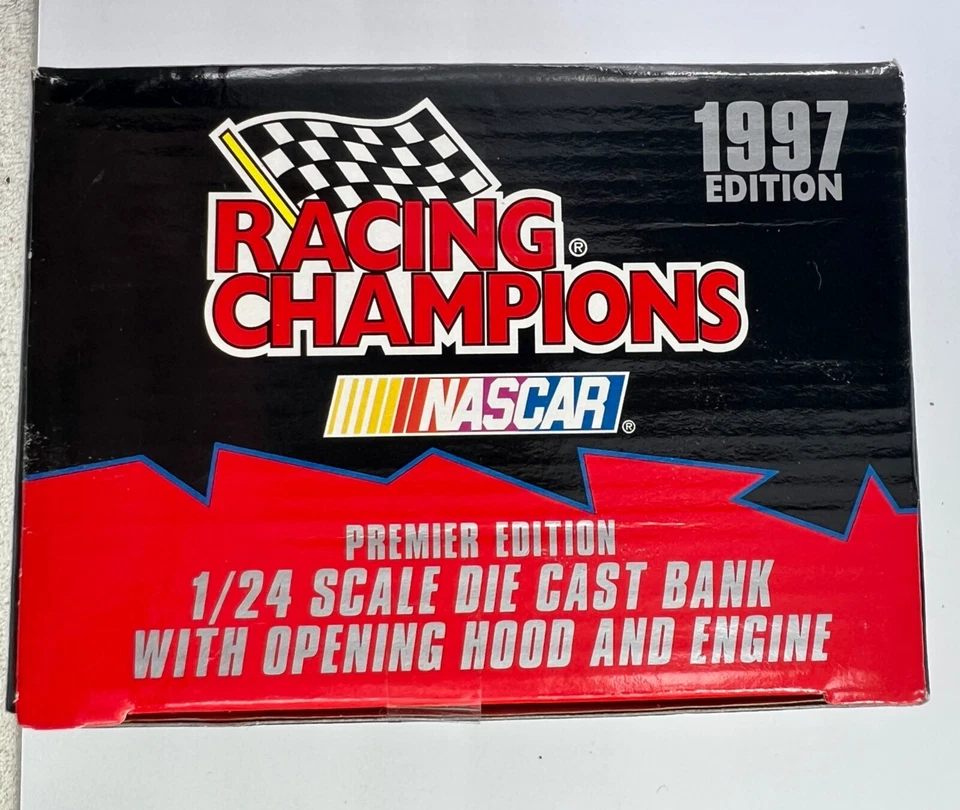 1997
EDITION
RACING ®
CHAMPIONS
NASCAR ®
PREMIER EDITION
1/24 SCALE DIE CAST BANK
WITH OPENING HOOD AND ENGINE